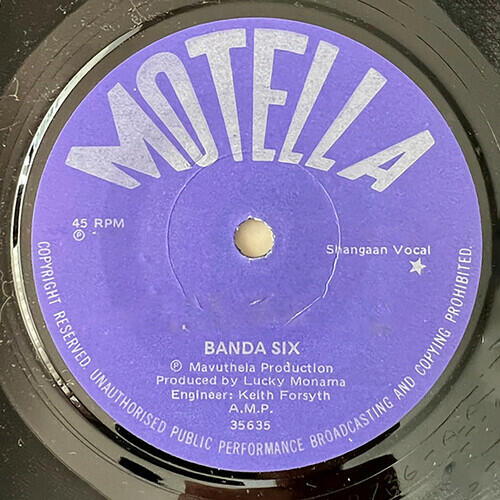 MOTELLA
45 RPM
℗ -
Shangaan Vocal
BANDA SIX
℗ Mavuthela Production
Produced by Lucky Monama
Engineer: Keith Forsyth
A.M.P.
35635
COPYRIGHT RESERVED. UNAUTHORISED PUBLIC PERFORMANCE BROADCASTING AND COPYING PROHIBITED.